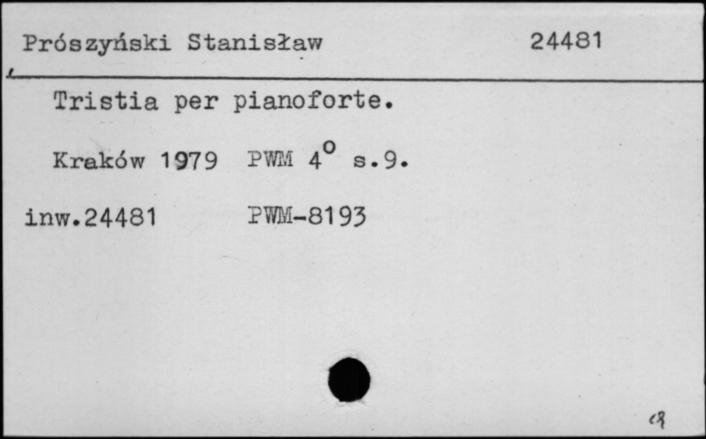 Prószyński Stanisław 24481
Tristia per pianoforte.
Kraków 1979 PWM 4° s.9.
inw.24481 PWM-8193